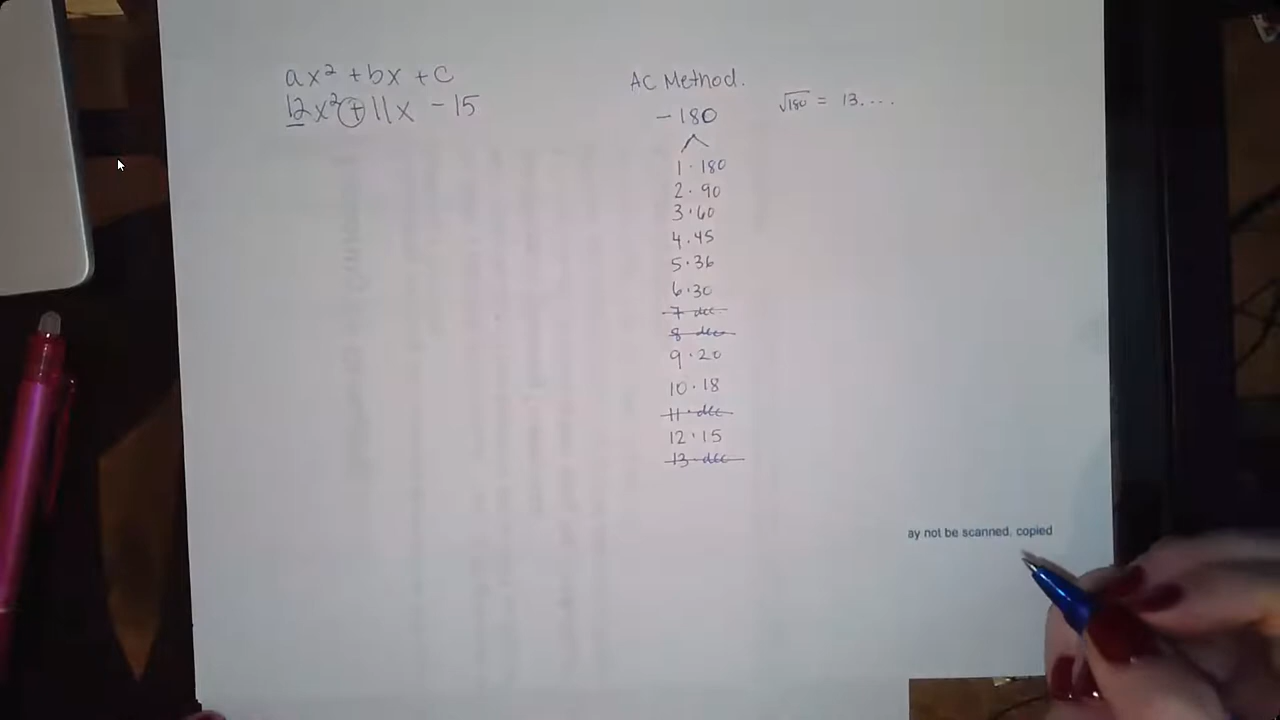 ax² + bx + c
12x² + 11x - 15
AC Method.
- 180
√180 = 13....
1 · 180
2 · 90
3 · 60
4 · 45
5 · 36
6 · 30
7 dec
8 dec
9 · 20
10 · 18
11 · dec
12 · 15
13 · dec
ay not be scanned, copied